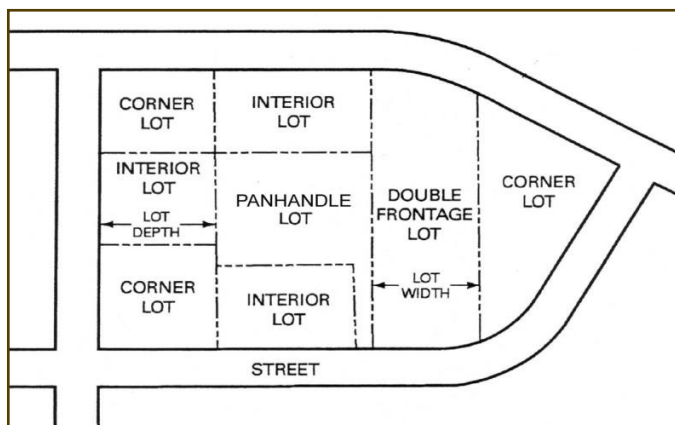 CORNER
LOT
INTERIOR
LOT
INTERIOR
LOT
LOT
DEPTH
PANHANDLE
LOT
DOUBLE
FRONTAGE
LOT
CORNER
LOT
CORNER
LOT
INTERIOR
LOT
LOT
WIDTH
STREET